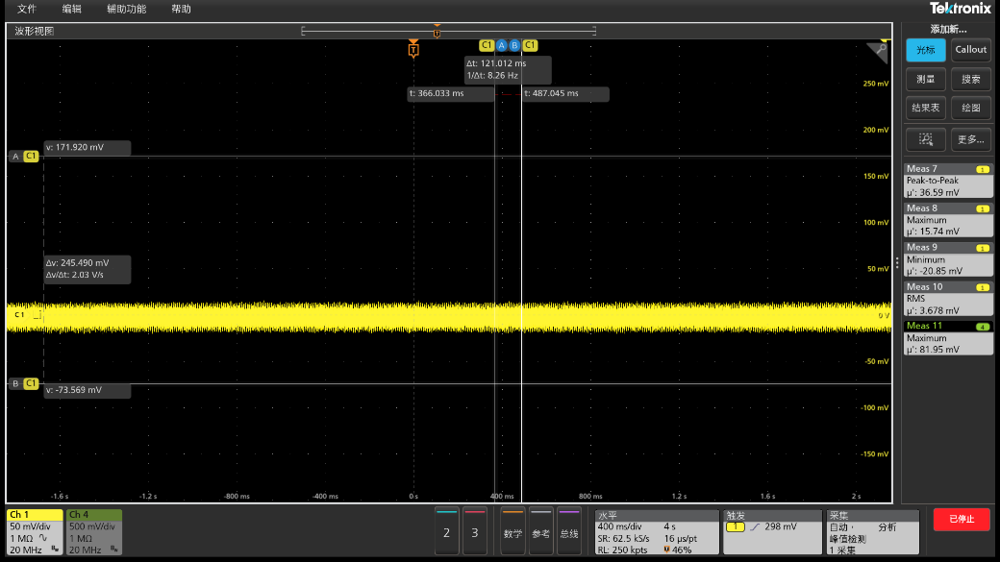 文件 编辑 辅助功能 帮助
Tektronix
波形视图
添加新...
T
T
C1 A B C1
Δt: 121.012 ms
1/Δt: 8.26 Hz
t: 366.033 ms
t: 487.045 ms
光标
Callout
测量
搜索
结果表
绘图
更多...
250 mV
200 mV
150 mV
100 mV
50 mV
0 V
-50 mV
-100 mV
-150 mV
A C1
v: 171.920 mV
Δv: 245.490 mV
Δv/Δt: 2.03 V/s
C1
B C1
v: -73.569 mV
-1.6 s
-1.2 s
-800 ms
-400 ms
0 s
400 ms
800 ms
1.2 s
1.6 s
2 s
Meas 7 1
Peak-to-Peak
µ': 36.59 mV
Meas 8 1
Maximum
µ': 15.74 mV
Meas 9 1
Minimum
µ': -20.85 mV
Meas 10 1
RMS
µ': 3.678 mV
Meas 11 4
Maximum
µ': 81.95 mV
Ch 1
50 mV/div
1 MΩ
20 MHz
Ch 4
500 mV/div
1 MΩ
20 MHz
2
3
数学
参考
总线
水平
400 ms/div 4 s
SR: 62.5 kS/s 16 µs/pt
RL: 250 kpts 46%
触发
1 298 mV
采集
自动, 分析
峰值检测
1 采集
已停止